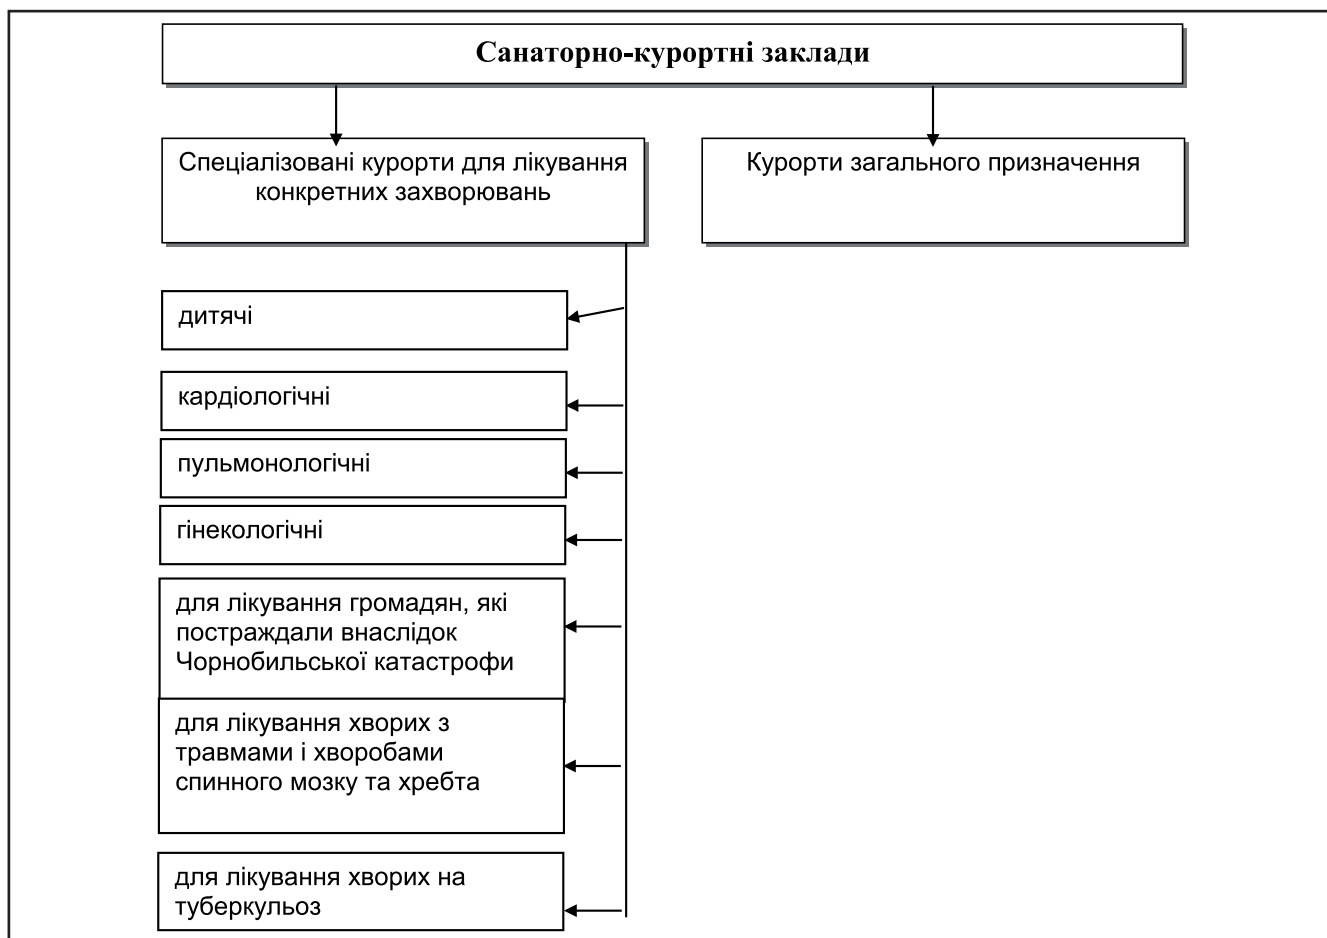 Санаторно-курортні заклади
Спеціалізовані курорти для лікування
конкретних захворювань
Курорти загального призначення
дитячі
кардіологічні
пульмонологічні
гінекологічні
для лікування громадян, які
постраждали внаслідок
Чорнобильської катастрофи
для лікування хворих з
травмами і хворобами
спинного мозку та хребта
для лікування хворих на
туберкульоз